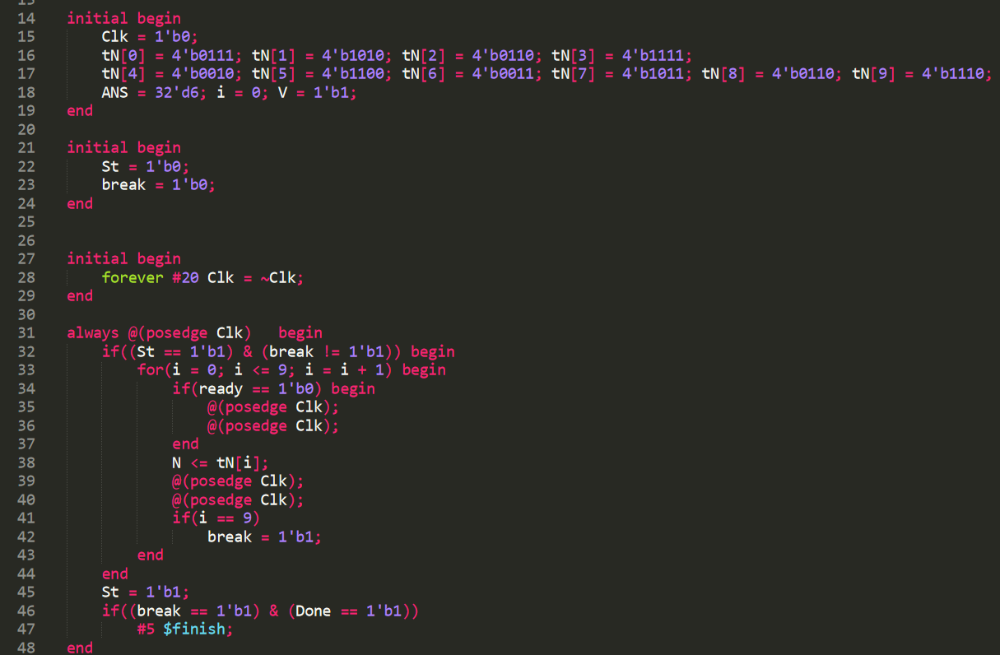 14 initial begin
15 Clk = 1'b0;
16 tN[0] = 4'b0111; tN[1] = 4'b1010; tN[2] = 4'b0110; tN[3] = 4'b1111;
17 tN[4] = 4'b0010; tN[5] = 4'b1100; tN[6] = 4'b0011; tN[7] = 4'b1011; tN[8] = 4'b0110; tN[9] = 4'b1110;
18 ANS = 32'd6; i = 0; V = 1'b1;
19 end
20
21 initial begin
22 St = 1'b0;
23 break = 1'b0;
24 end
25
26
27 initial begin
28 forever #20 Clk = ~Clk;
29 end
30
31 always @(posedge Clk) begin
32 if((St == 1'b1) & (break != 1'b1)) begin
33 for(i = 0; i <= 9; i = i + 1) begin
34 if(ready == 1'b0) begin
35 @(posedge Clk);
36 @(posedge Clk);
37 end
38 N <= tN[i];
39 @(posedge Clk);
40 @(posedge Clk);
41 if(i == 9)
42 break = 1'b1;
43 end
44 end
45 St = 1'b1;
46 if((break == 1'b1) & (Done == 1'b1))
47 #5 $finish;
48 end